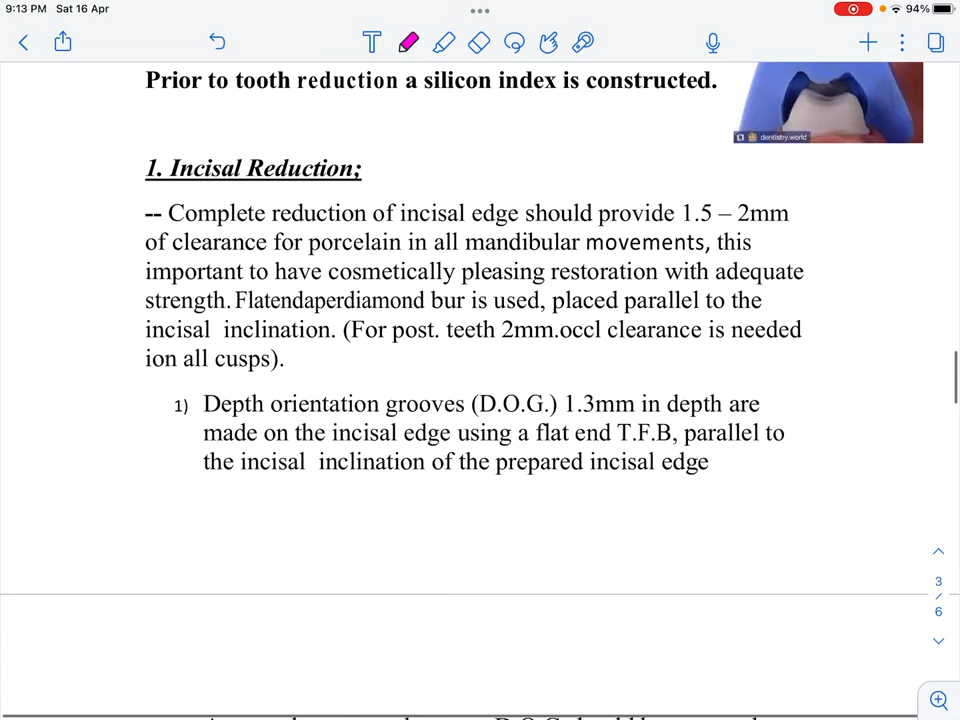 9:13 PM Sat 16 Apr
94%
Prior to tooth reduction a silicon index is constructed.
dentistry.world
1. Incisal Reduction;
-- Complete reduction of incisal edge should provide 1.5 – 2mm
of clearance for porcelain in all mandibular movements, this
important to have cosmetically pleasing restoration with adequate
strength. Flatendaperdiamond bur is used, placed parallel to the
incisal inclination. (For post. teeth 2mm.occl clearance is needed
ion all cusps).
1) Depth orientation grooves (D.O.G.) 1.3mm in depth are
made on the incisal edge using a flat end T.F.B, parallel to
the incisal inclination of the prepared incisal edge
3
/
6